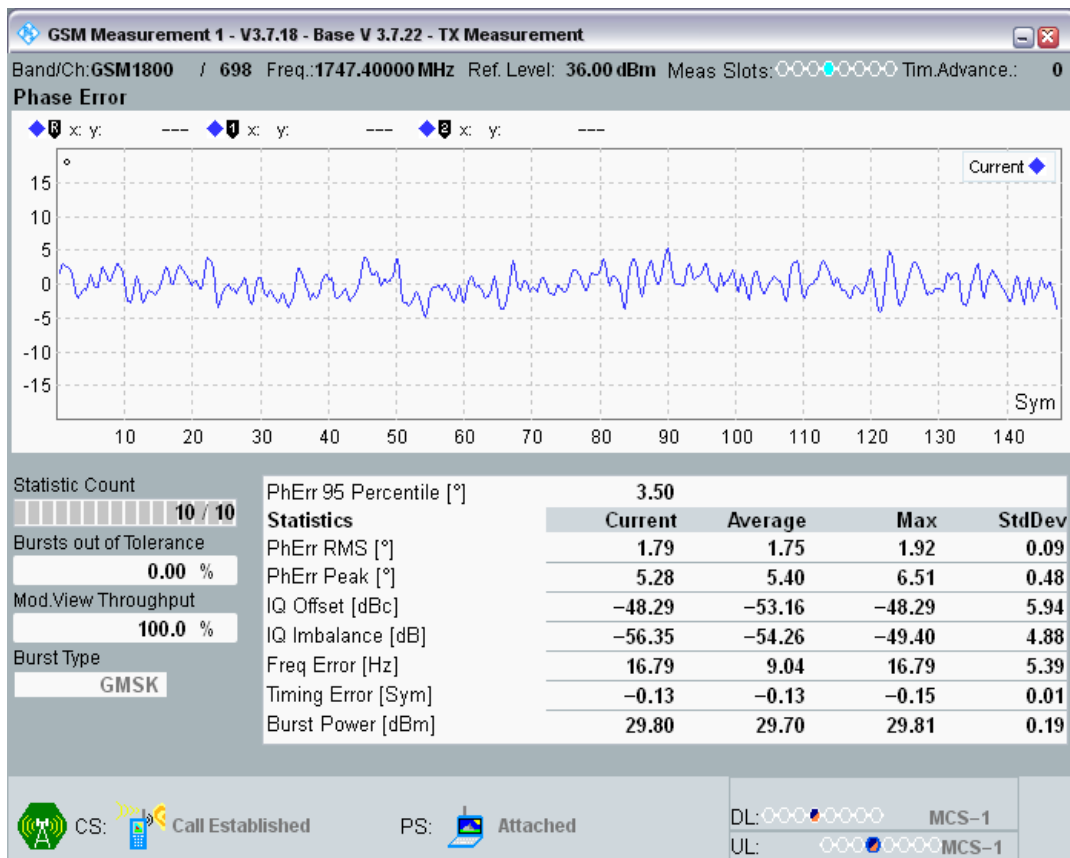 GSM Measurement 1 - V3.7.18 - Base V 3.7.22 - TX Measurement
Band/Ch:GSM1800 / 698 Freq.:1747.40000 MHz Ref. Level: 36.00 dBm Meas Slots: Tim.Advance.: 0
Phase Error
R x: y: --- 1 x: y: --- 2 x: y: ---
° Current
15
10
5
0
-5
-10
-15
Sym
10 20 30 40 50 60 70 80 90 100 110 120 130 140
Statistic Count
10 / 10
Bursts out of Tolerance
0.00 %
Mod.View Throughput
100.0 %
Burst Type
GMSK
PhErr 95 Percentile [°] 3.50
Statistics Current Average Max StdDev
PhErr RMS [°] 1.79 1.75 1.92 0.09
PhErr Peak [°] 5.28 5.40 6.51 0.48
IQ Offset [dBc] −48.29 −53.16 −48.29 5.94
IQ Imbalance [dB] −56.35 −54.26 −49.40 4.88
Freq Error [Hz] 16.79 9.04 16.79 5.39
Timing Error [Sym] −0.13 −0.13 −0.15 0.01
Burst Power [dBm] 29.80 29.70 29.81 0.19
CS: Call Established PS: Attached
DL: MCS−1
UL: MCS−1